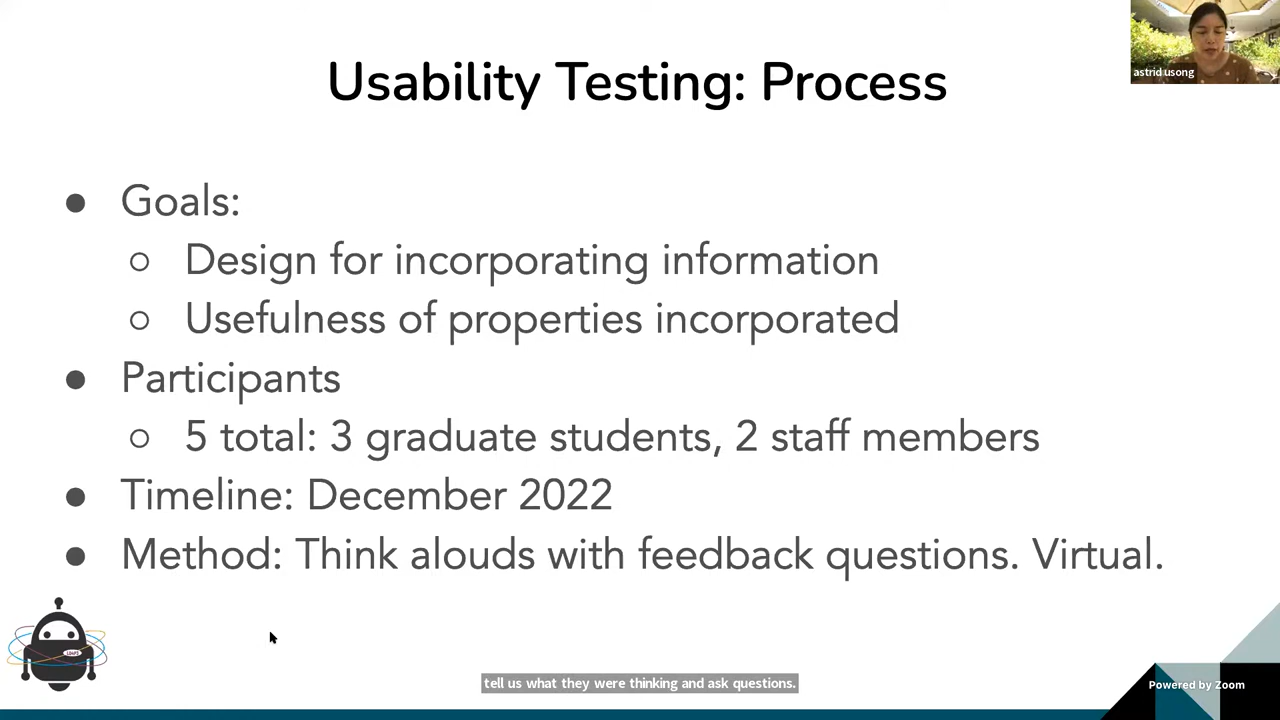 astrid usong
Usability Testing: Process
● Goals:
○ Design for incorporating information
○ Usefulness of properties incorporated
● Participants
○ 5 total: 3 graduate students, 2 staff members
● Timeline: December 2022
● Method: Think alouds with feedback questions. Virtual.
tell us what they were thinking and ask questions.
Powered by Zoom